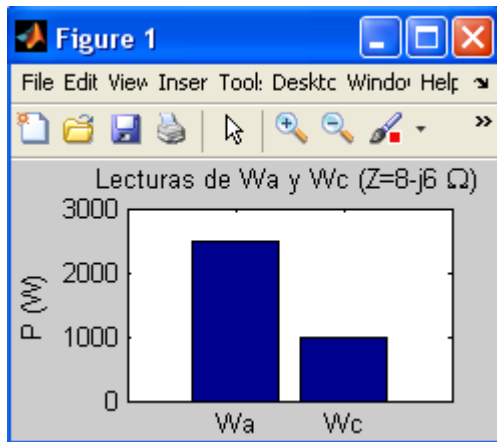 Figure 1
File Edit View Inser Tool: Desktc Windo Help
Lecturas de Wa y Wc (Z=8-j6 Ω)
3000
2000
1000
0
P (W)
Wa Wc